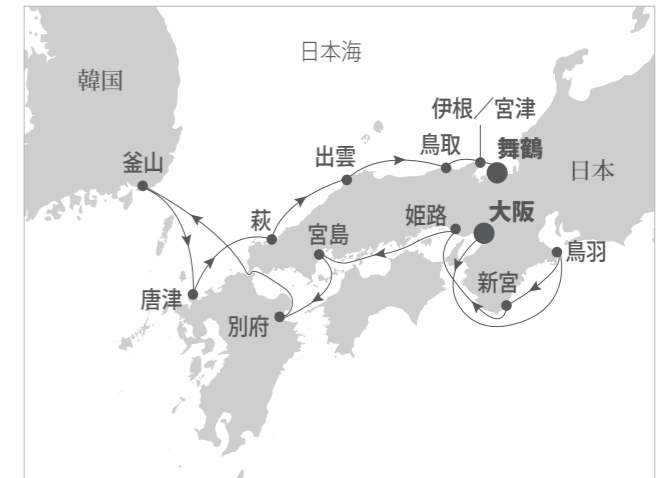 日本海
韓国
伊根／宮津
鳥取
舞鶴
出雲
釜山
日本
大阪
姫路
萩
宮島
鳥羽
新宮
唐津
別府